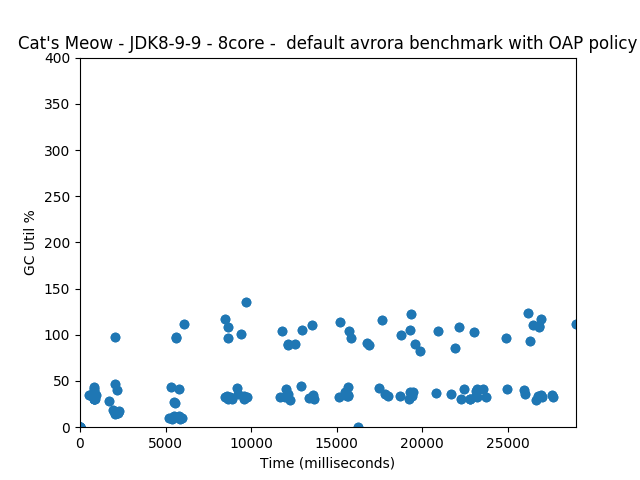 Cat's Meow - JDK8-9-9 - 8core -  default avrora benchmark with OAP policy
400
350
300
250
200
150
100
50
0
GC Util %
0 5000 10000 15000 20000 25000
Time (milliseconds)